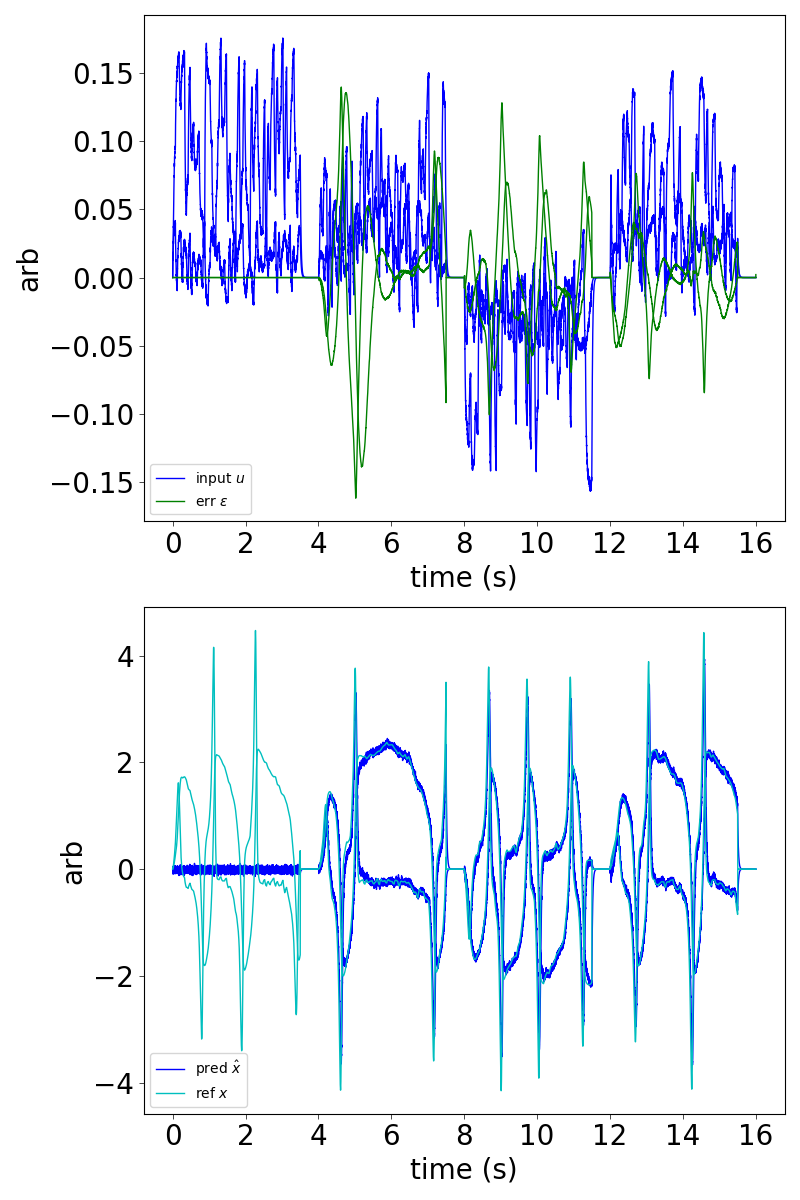 0.15
0.10
0.05
0.00
−0.05
−0.10
−0.15
arb
input u
err ε
0 2 4 6 8 10 12 14 16
time (s)
4
2
0
−2
−4
arb
pred x̂
ref x
0 2 4 6 8 10 12 14 16
time (s)